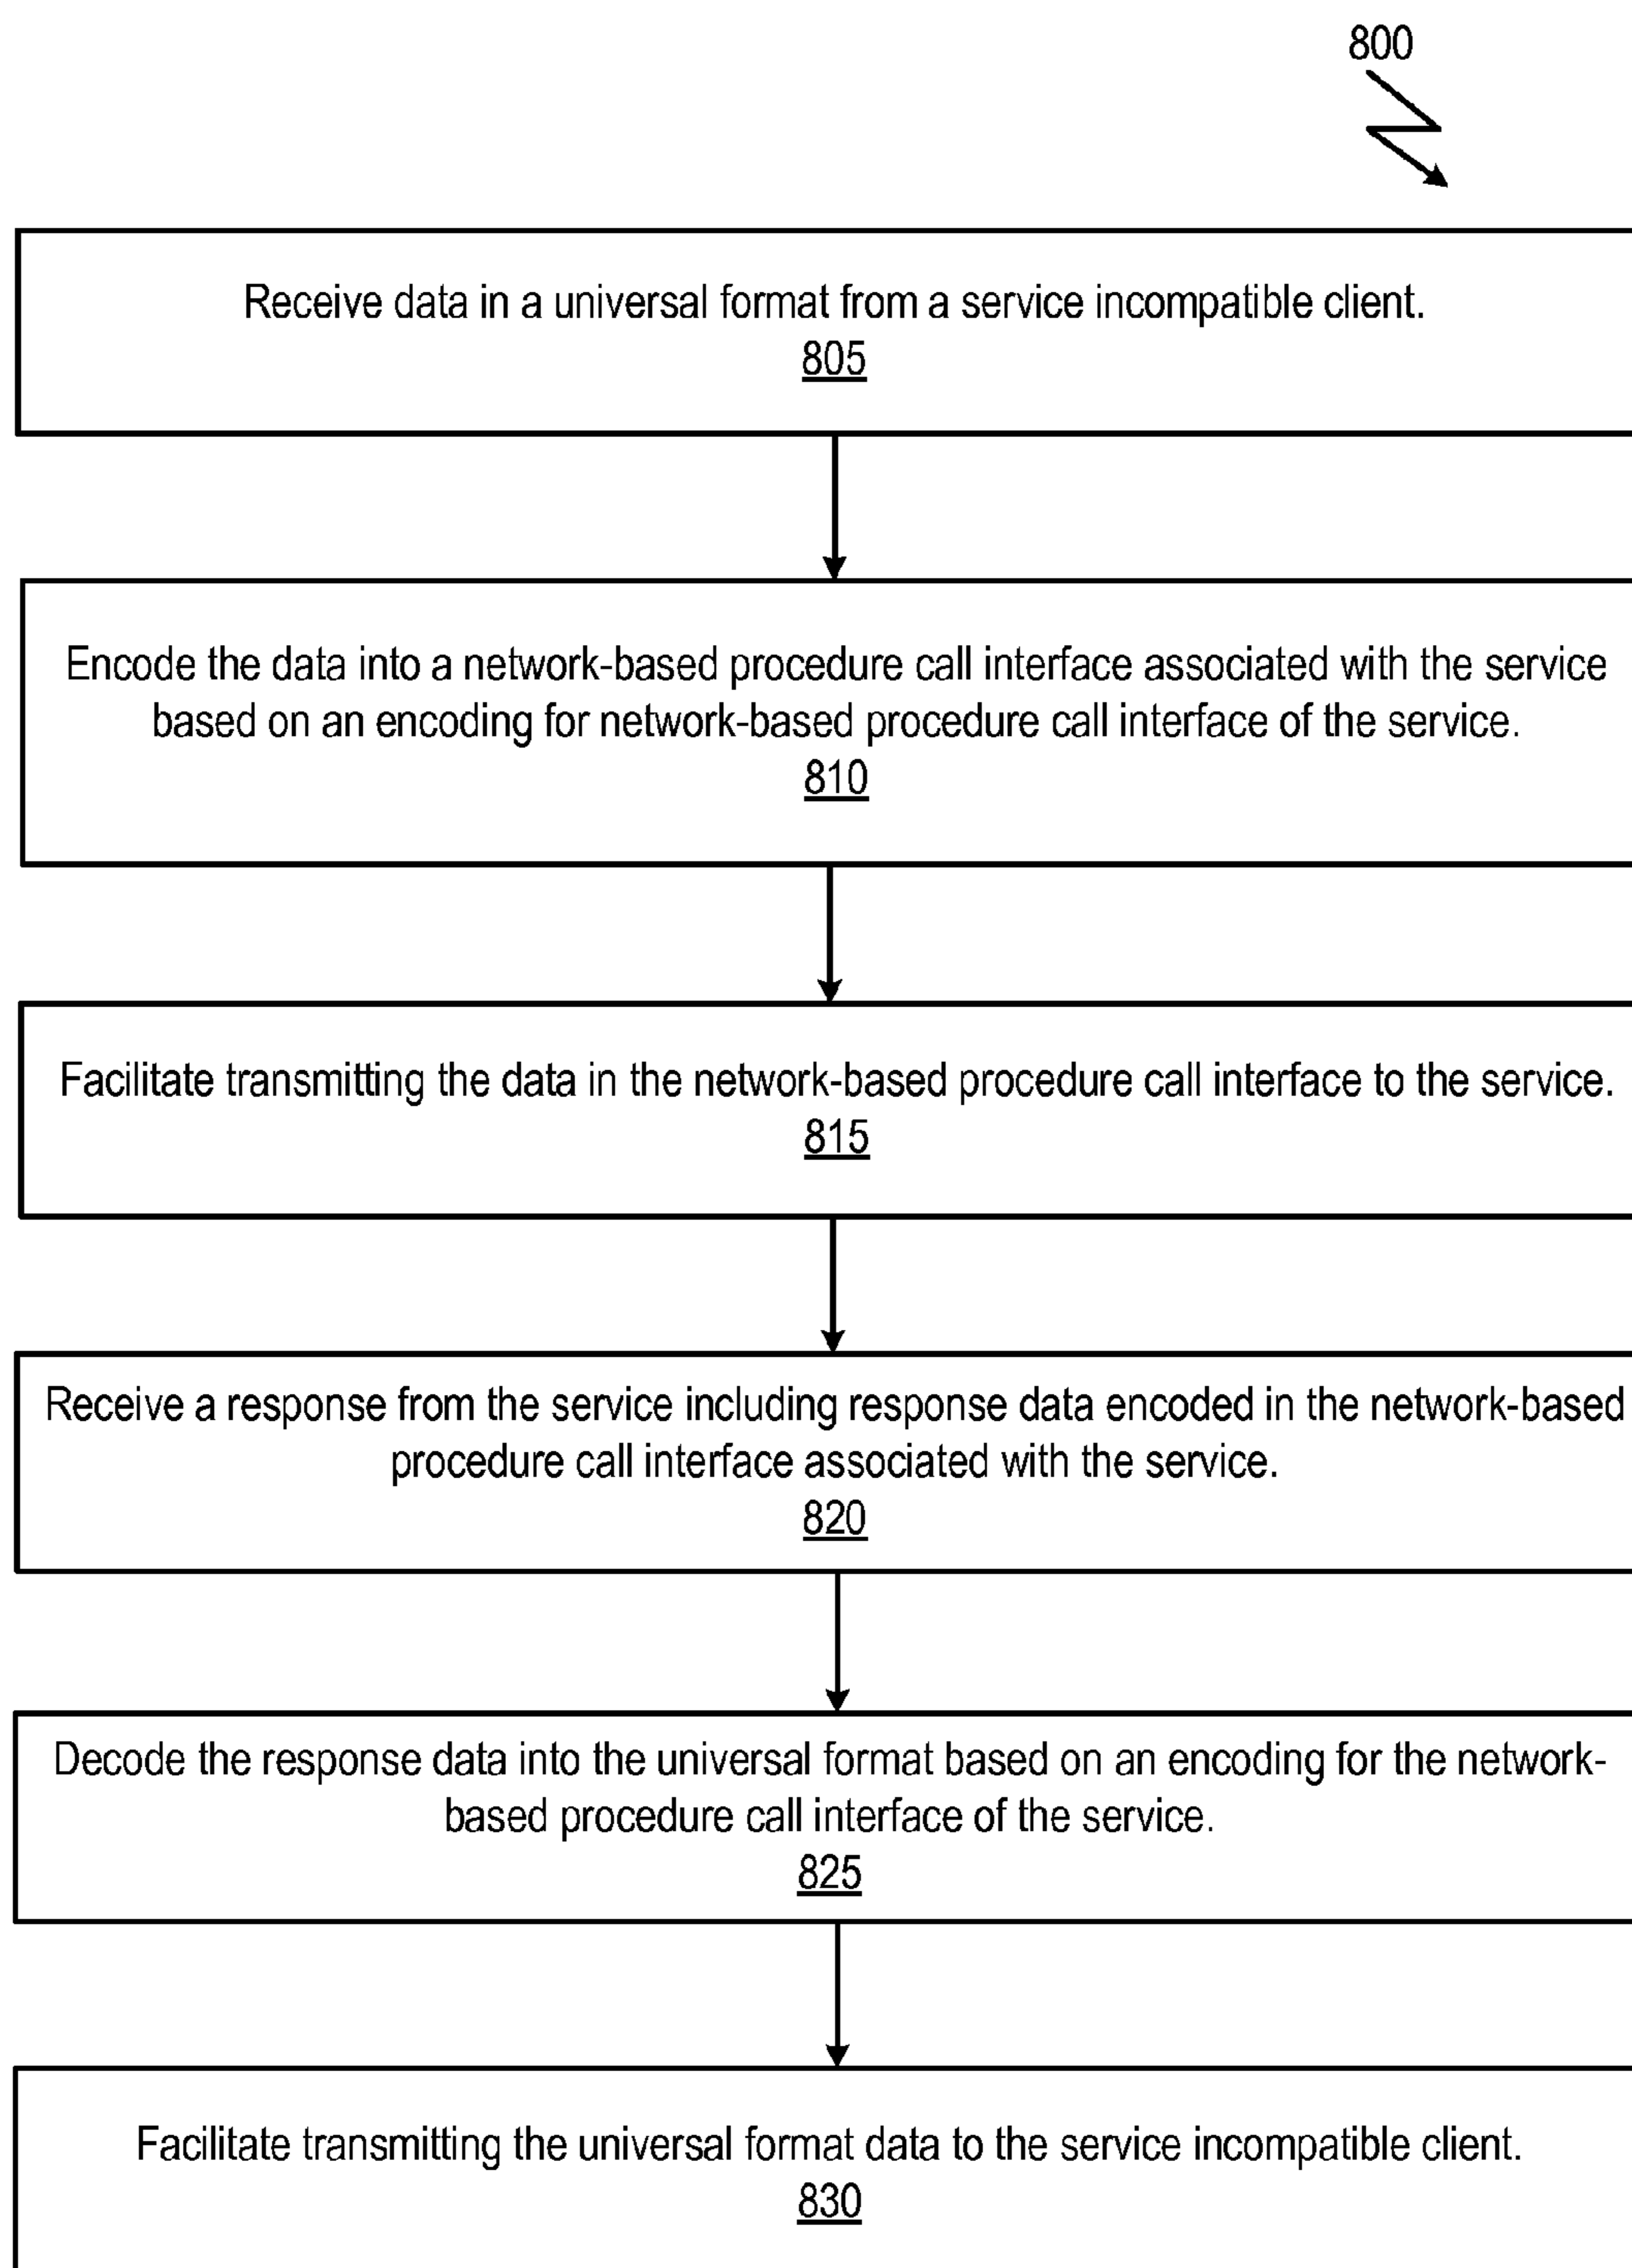 800
Receive data in a universal format from a service incompatible client.
805
Encode the data into a network-based procedure call interface associated with the service
based on an encoding for network-based procedure call interface of the service.
810
Facilitate transmitting the data in the network-based procedure call interface to the service.
815
Receive a response from the service including response data encoded in the network-based
procedure call interface associated with the service.
820
Decode the response data into the universal format based on an encoding for the network-
based procedure call interface of the service.
825
Facilitate transmitting the universal format data to the service incompatible client.
830